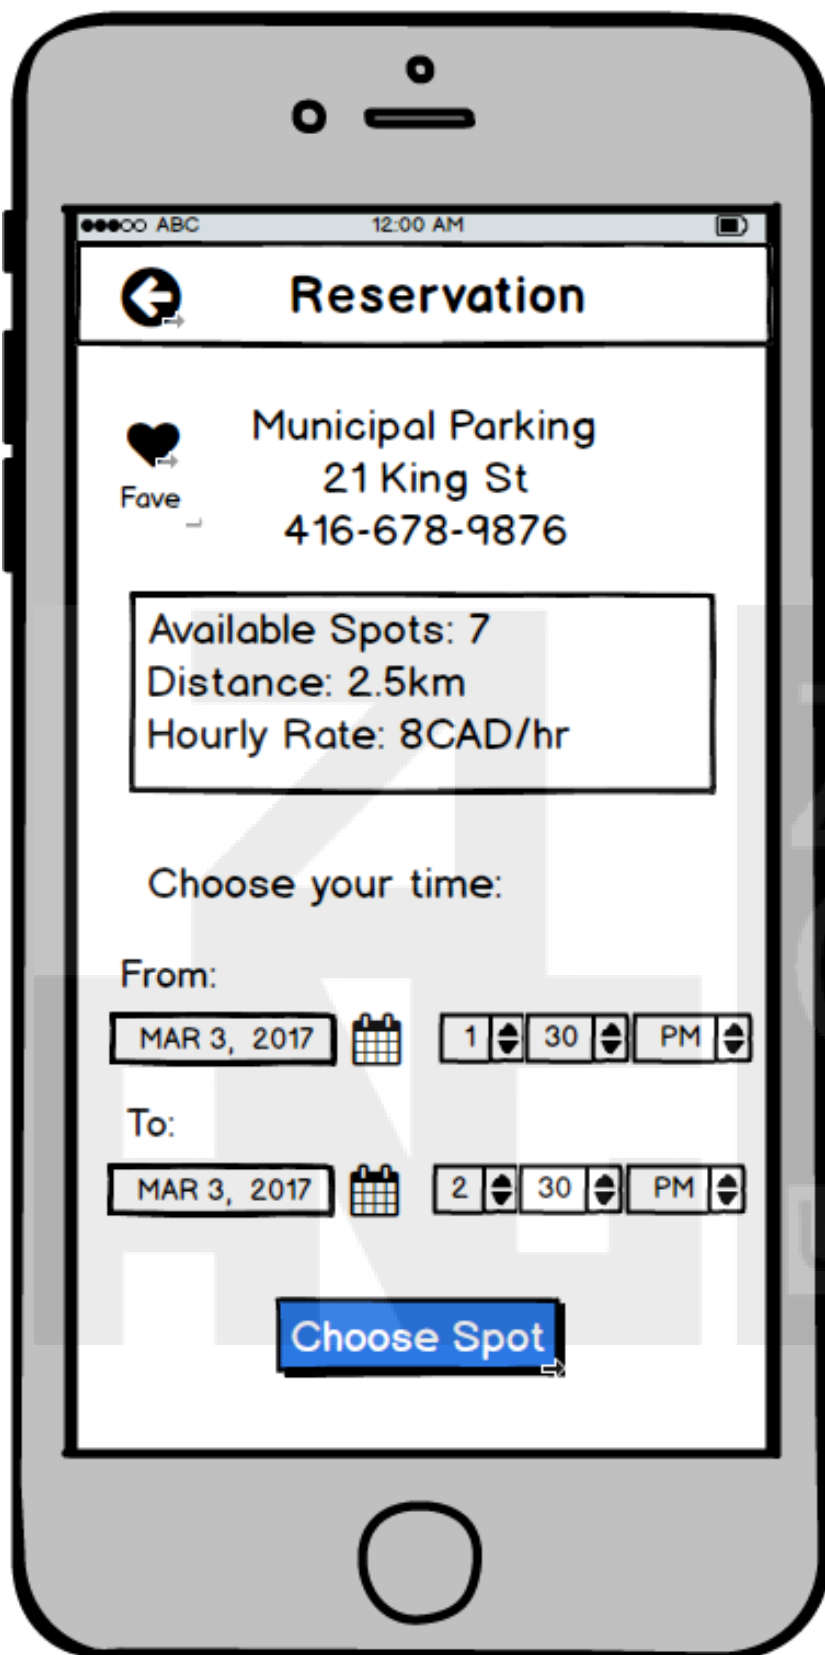 ABC 12:00 AM
Reservation
Municipal Parking
21 King St
416-678-9876
Fave
Available Spots: 7
Distance: 2.5km
Hourly Rate: 8CAD/hr
Choose your time:
From:
MAR 3, 2017 1 30 PM
To:
MAR 3, 2017 2 30 PM
Choose Spot